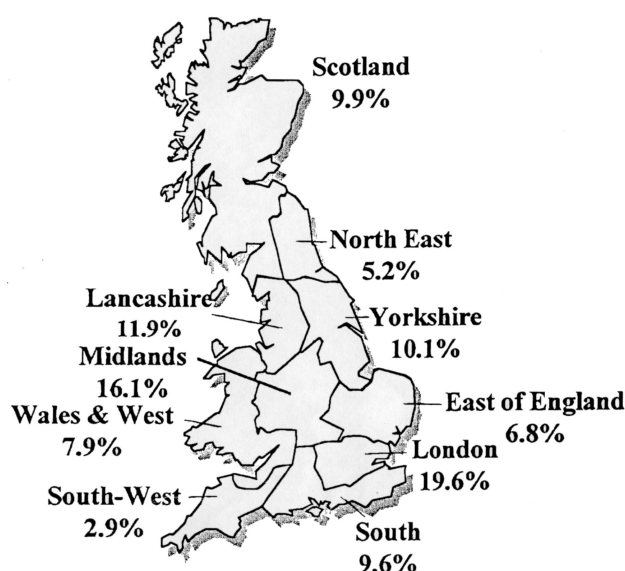 Scotland
9.9%
North East
5.2%
Lancashire
11.9%
Yorkshire
10.1%
Midlands
16.1%
Wales & West
7.9%
East of England
6.8%
London
19.6%
South-West
2.9%
South
9.6%